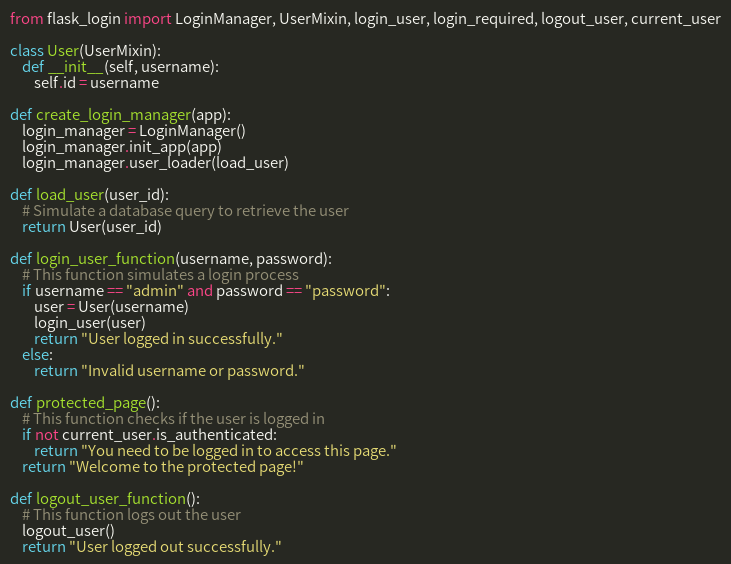 from flask_login import LoginManager, UserMixin, login_user, login_required, logout_user, current_user

class User(UserMixin):
    def __init__(self, username):
        self.id = username

def create_login_manager(app):
    login_manager = LoginManager()
    login_manager.init_app(app)
    login_manager.user_loader(load_user)

def load_user(user_id):
    # Simulate a database query to retrieve the user
    return User(user_id)

def login_user_function(username, password):
    # This function simulates a login process
    if username == "admin" and password == "password":
        user = User(username)
        login_user(user)
        return "User logged in successfully."
    else:
        return "Invalid username or password."

def protected_page():
    # This function checks if the user is logged in
    if not current_user.is_authenticated:
        return "You need to be logged in to access this page."
    return "Welcome to the protected page!"

def logout_user_function():
    # This function logs out the user
    logout_user()
    return "User logged out successfully."